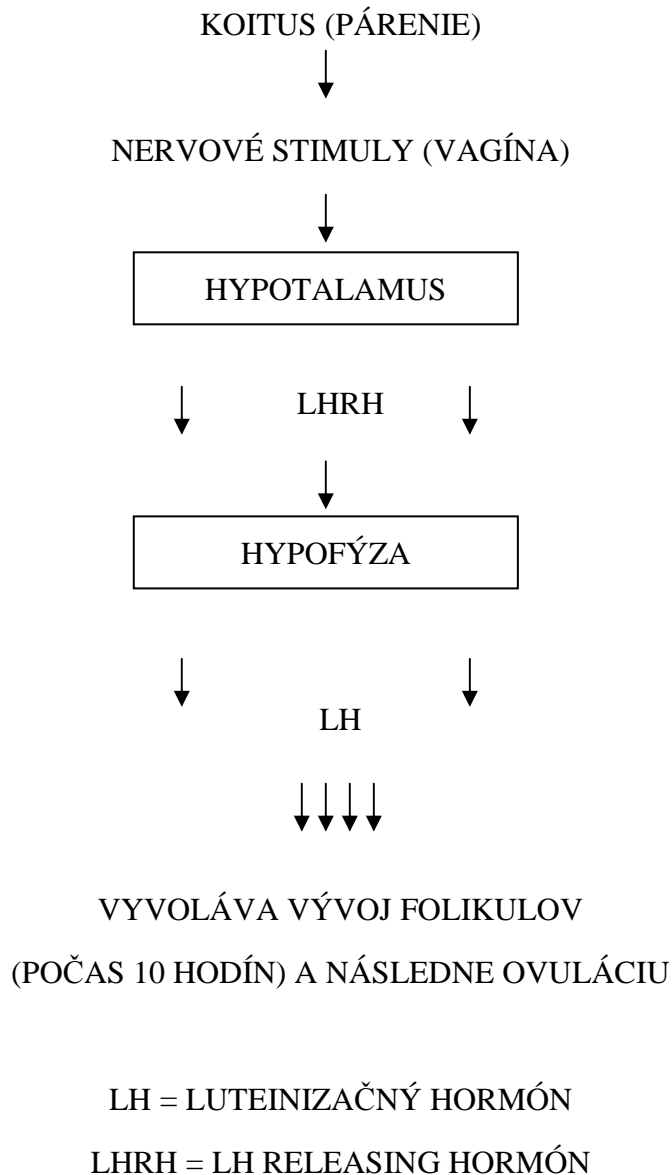 KOITUS (PÁRENIE)
NERVOVÉ STIMULY (VAGÍNA)
HYPOTALAMUS
LHRH
HYPOFÝZA
LH
VYVOLÁVA VÝVOJ FOLIKULOV
(POČAS 10 HODÍN) A NÁSLEDNE OVULÁCIU
LH = LUTEINIZAČNÝ HORMÓN
LHRH = LH RELEASING HORMÓN